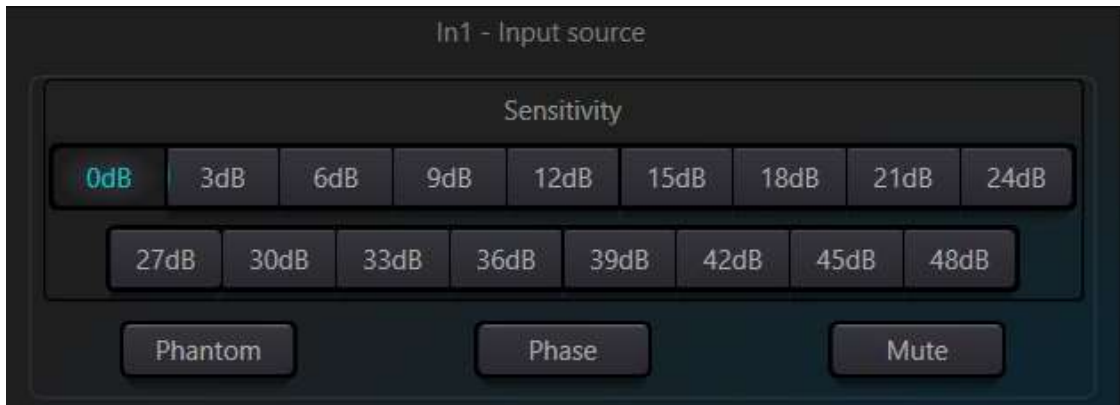 In1 - Input source
Sensitivity
0dB 3dB 6dB 9dB 12dB 15dB 18dB 21dB 24dB
27dB 30dB 33dB 36dB 39dB 42dB 45dB 48dB
Phantom Phase Mute